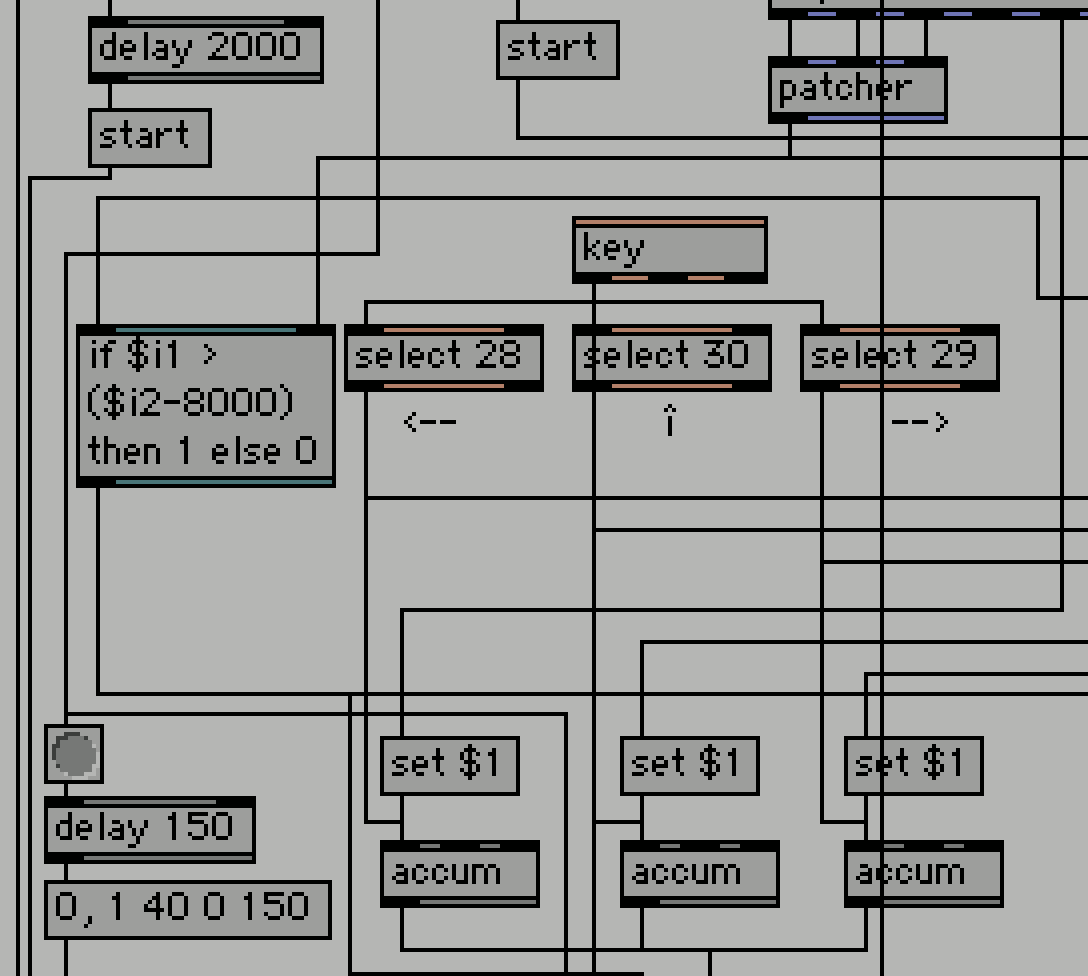 delay 2000
start
patcher
start
key
if $i1 >
($i2-8000)
then 1 else 0
select 28
select 30
select 29
<--
-->
set $1
set $1
set $1
delay 150
accum
accum
accum
0, 1 40 0 150